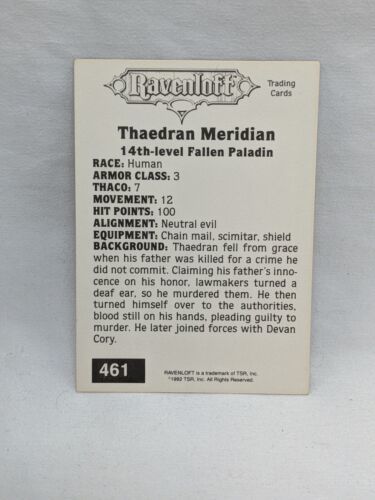 Ravenloft
Trading
Cards
Thaedran Meridian
14th-level Fallen Paladin
RACE: Human
ARMOR CLASS: 3
THACO: 7
MOVEMENT: 12
HIT POINTS: 100
ALIGNMENT: Neutral evil
EQUIPMENT: Chain mail, scimitar, shield
BACKGROUND: Thaedran fell from grace
when his father was killed for a crime he
did not commit. Claiming his father's inno-
cence on his honor, lawmakers turned a
deaf ear, so he murdered them. He then
turned himself over to the authorities,
blood still on his hands, pleading guilty to
murder. He later joined forces with Devan
Cory.
461
RAVENLOFT is a trademark of TSR, Inc.
©1992 TSR, Inc. All Rights Reserved.